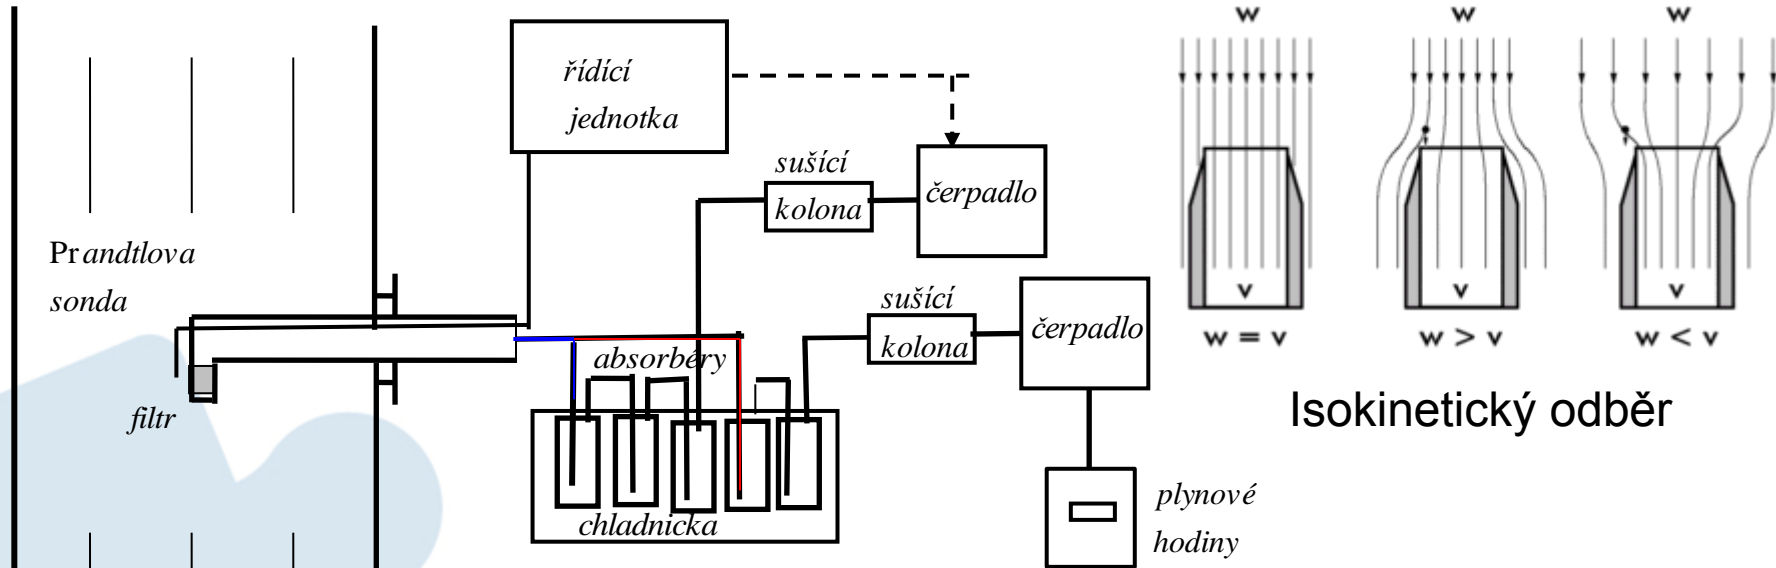 řídící
jednotka
sušící
kolona
čerpadlo
Prandtlova
sonda
sušící
kolona
čerpadlo
absorbéry
filtr
chladnicka
plynové
hodiny
w
w
w
v
v
v
w = v
w > v
w < v
Isokinetický odběr